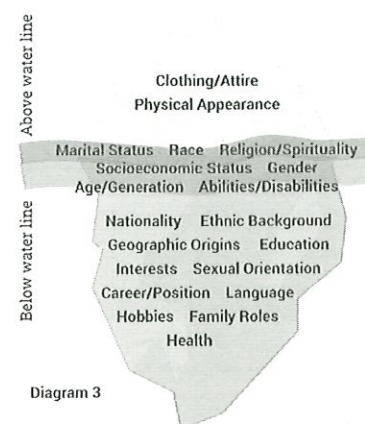 Above water line
Clothing/Attire
Physical Appearance
Marital Status Race Religion/Spirituality
Socioeconomic Status Gender
Age/Generation Abilities/Disabilities
Below water line
Nationality Ethnic Background
Geographic Origins Education
Interests Sexual Orientation
Career/Position Language
Hobbies Family Roles
Health
Diagram 3